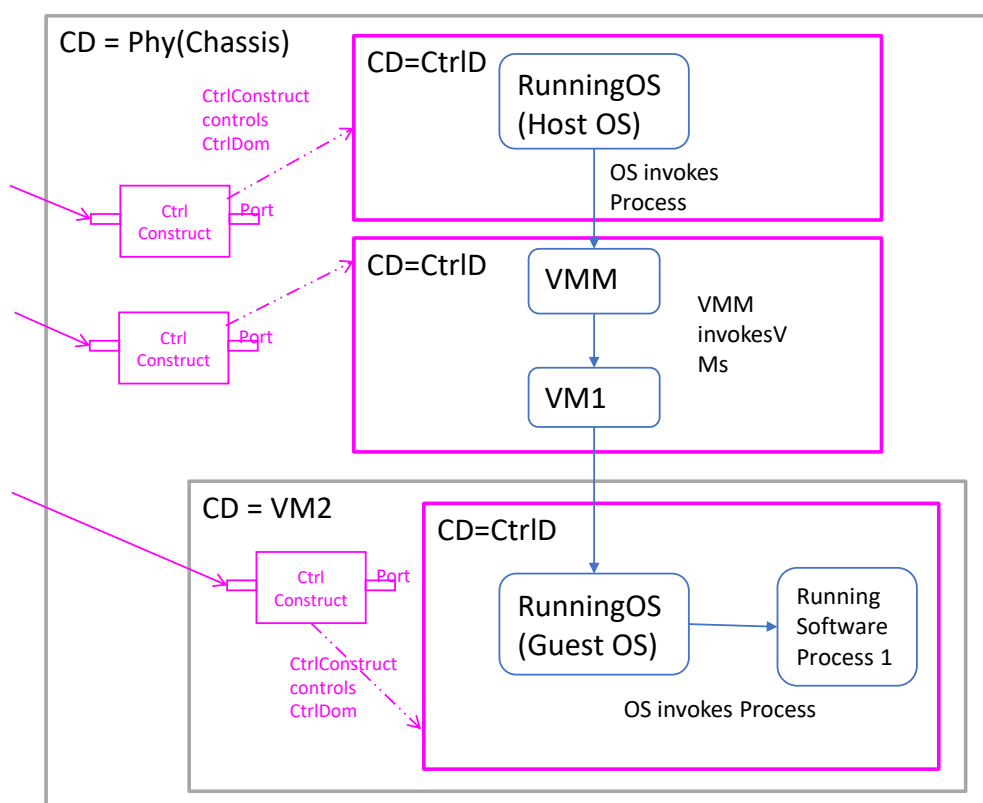 CD = Phy(Chassis)
CtrlConstruct
controls
CtrlDom
Ctrl
Construct
Port
CD=CtrlD
RunningOS
(Host OS)
OS invokes
Process
Ctrl
Construct
Port
CD=CtrlD
VMM
VMM
invokesV
Ms
VM1
CD = VM2
Ctrl
Construct
Port
CtrlConstruct
controls
CtrlDom
CD=CtrlD
RunningOS
(Guest OS)
Running
Software
Process 1
OS invokes Process